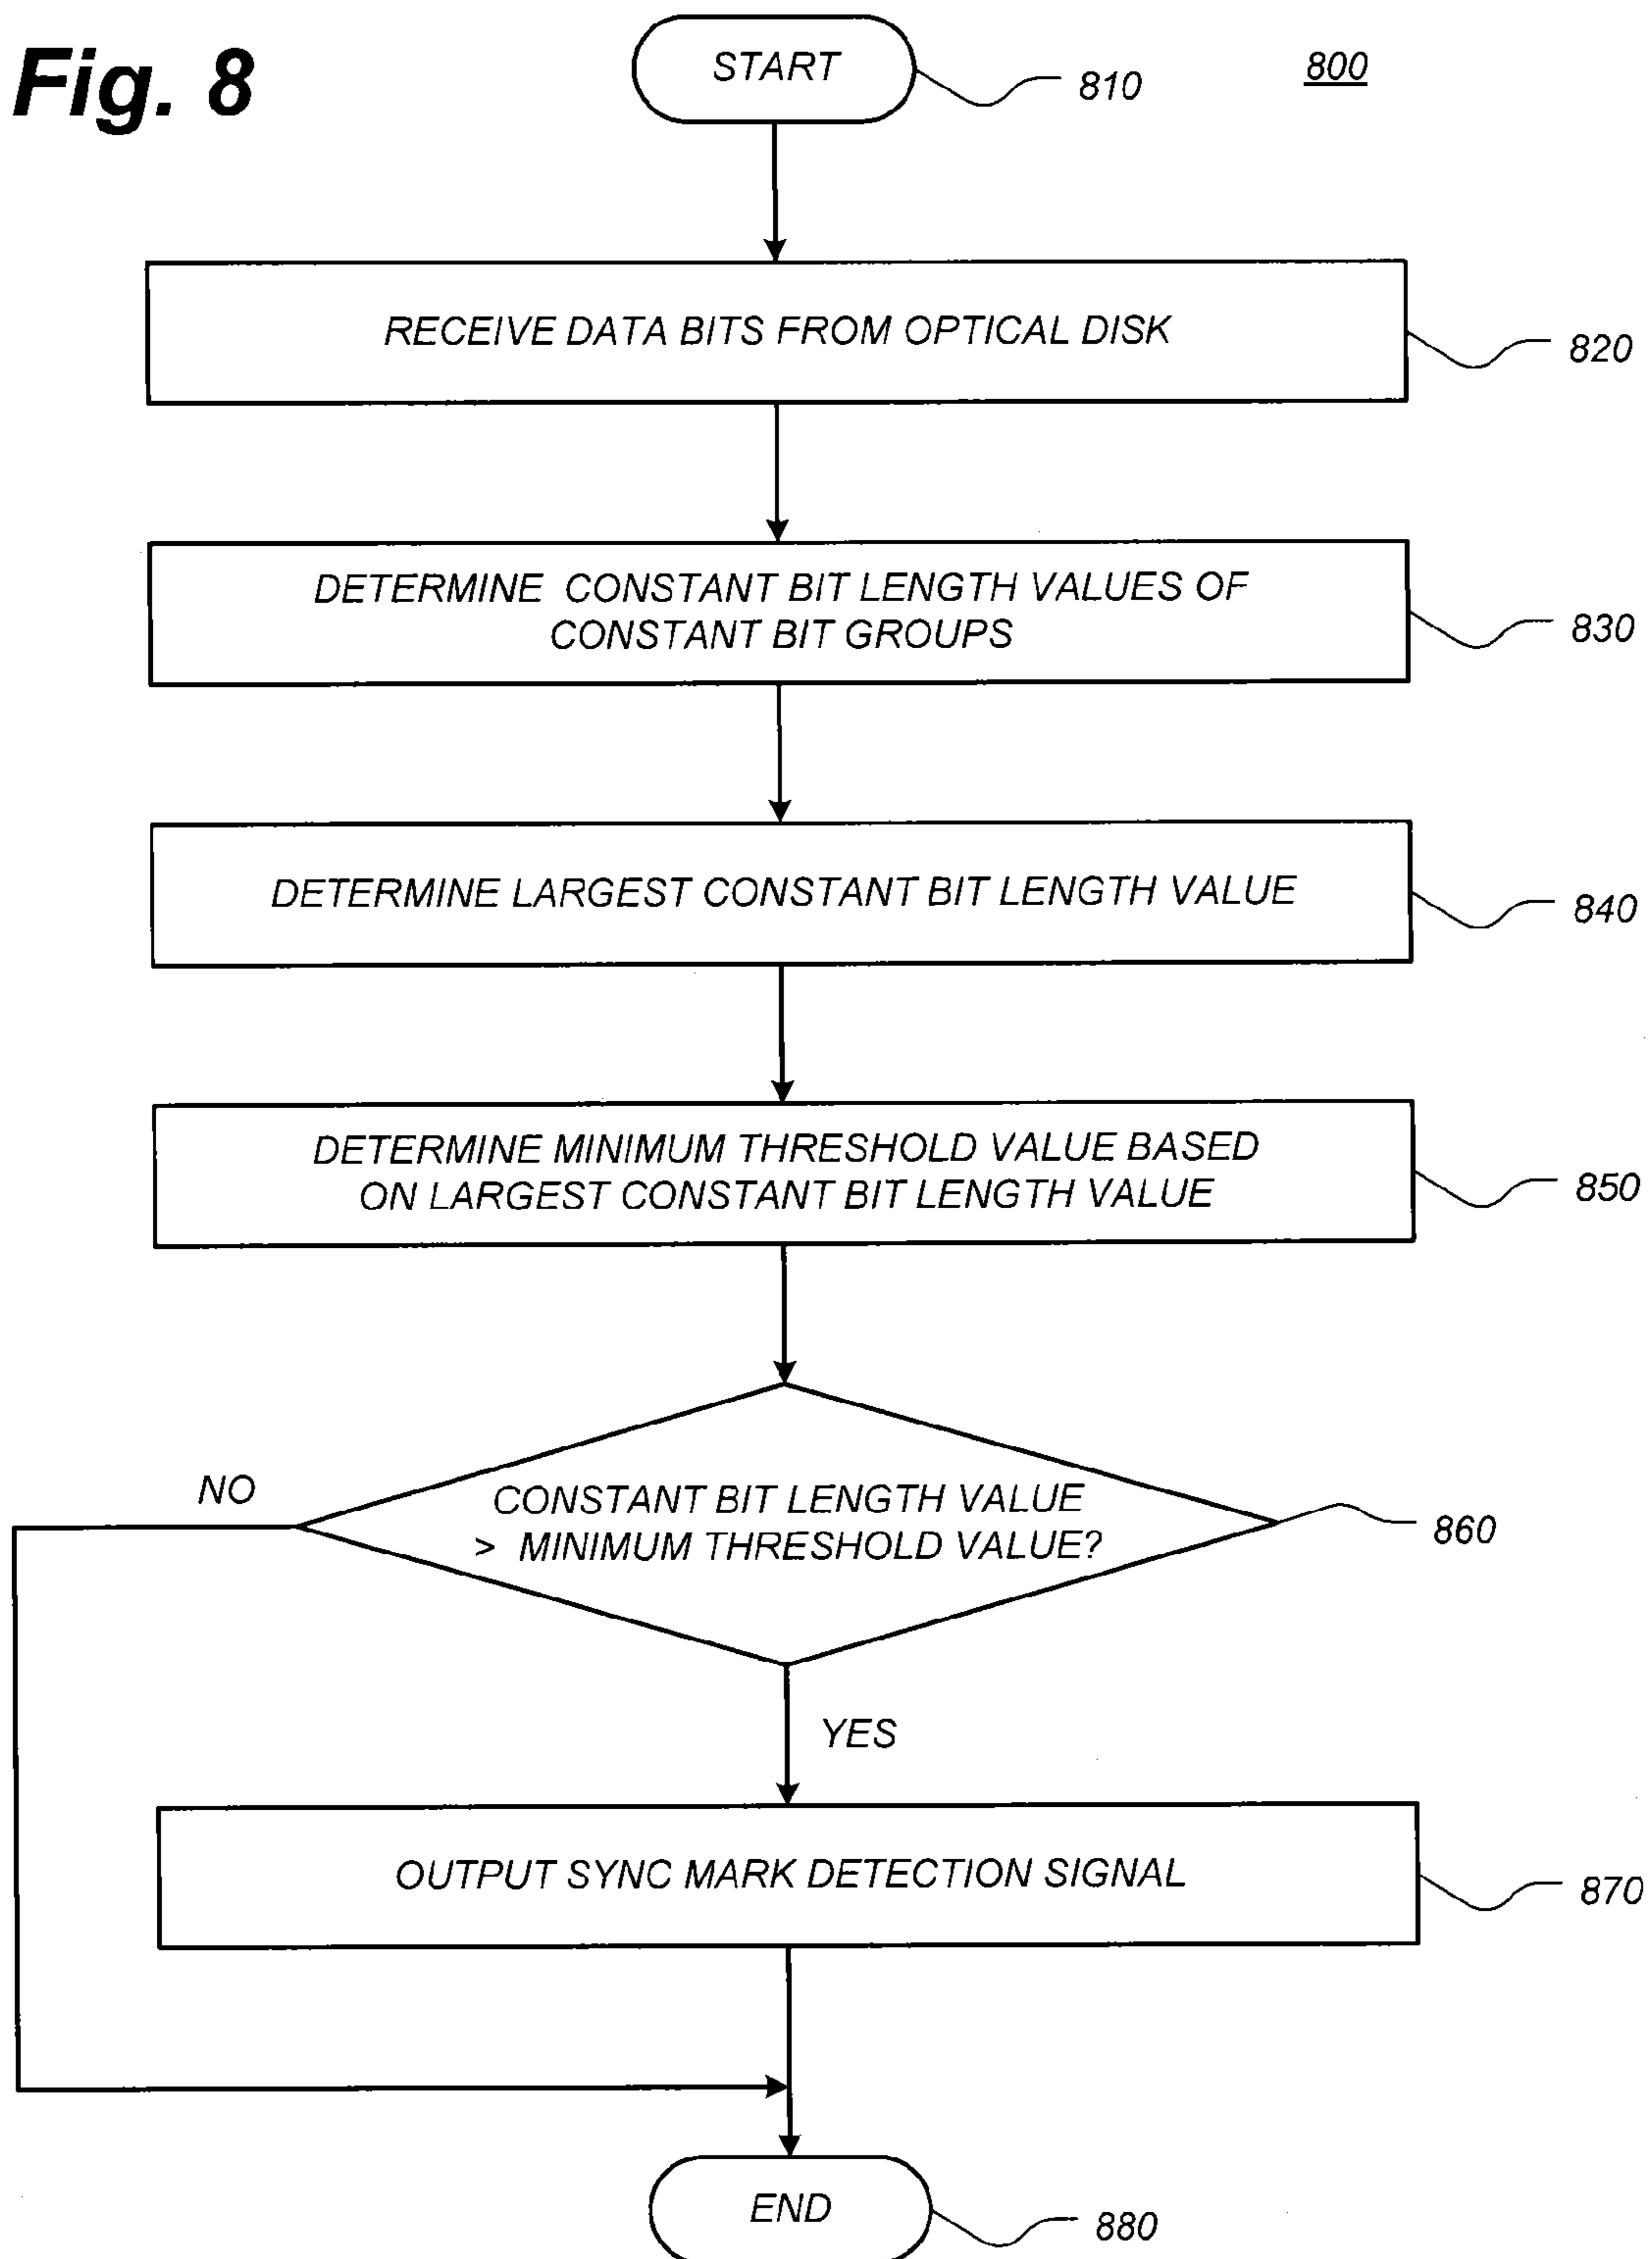 Fig. 8
START
810
800
RECEIVE DATA BITS FROM OPTICAL DISK
820
DETERMINE CONSTANT BIT LENGTH VALUES OF
CONSTANT BIT GROUPS
830
DETERMINE LARGEST CONSTANT BIT LENGTH VALUE
840
DETERMINE MINIMUM THRESHOLD VALUE BASED
ON LARGEST CONSTANT BIT LENGTH VALUE
850
NO
CONSTANT BIT LENGTH VALUE
> MINIMUM THRESHOLD VALUE?
860
YES
OUTPUT SYNC MARK DETECTION SIGNAL
870
END
880